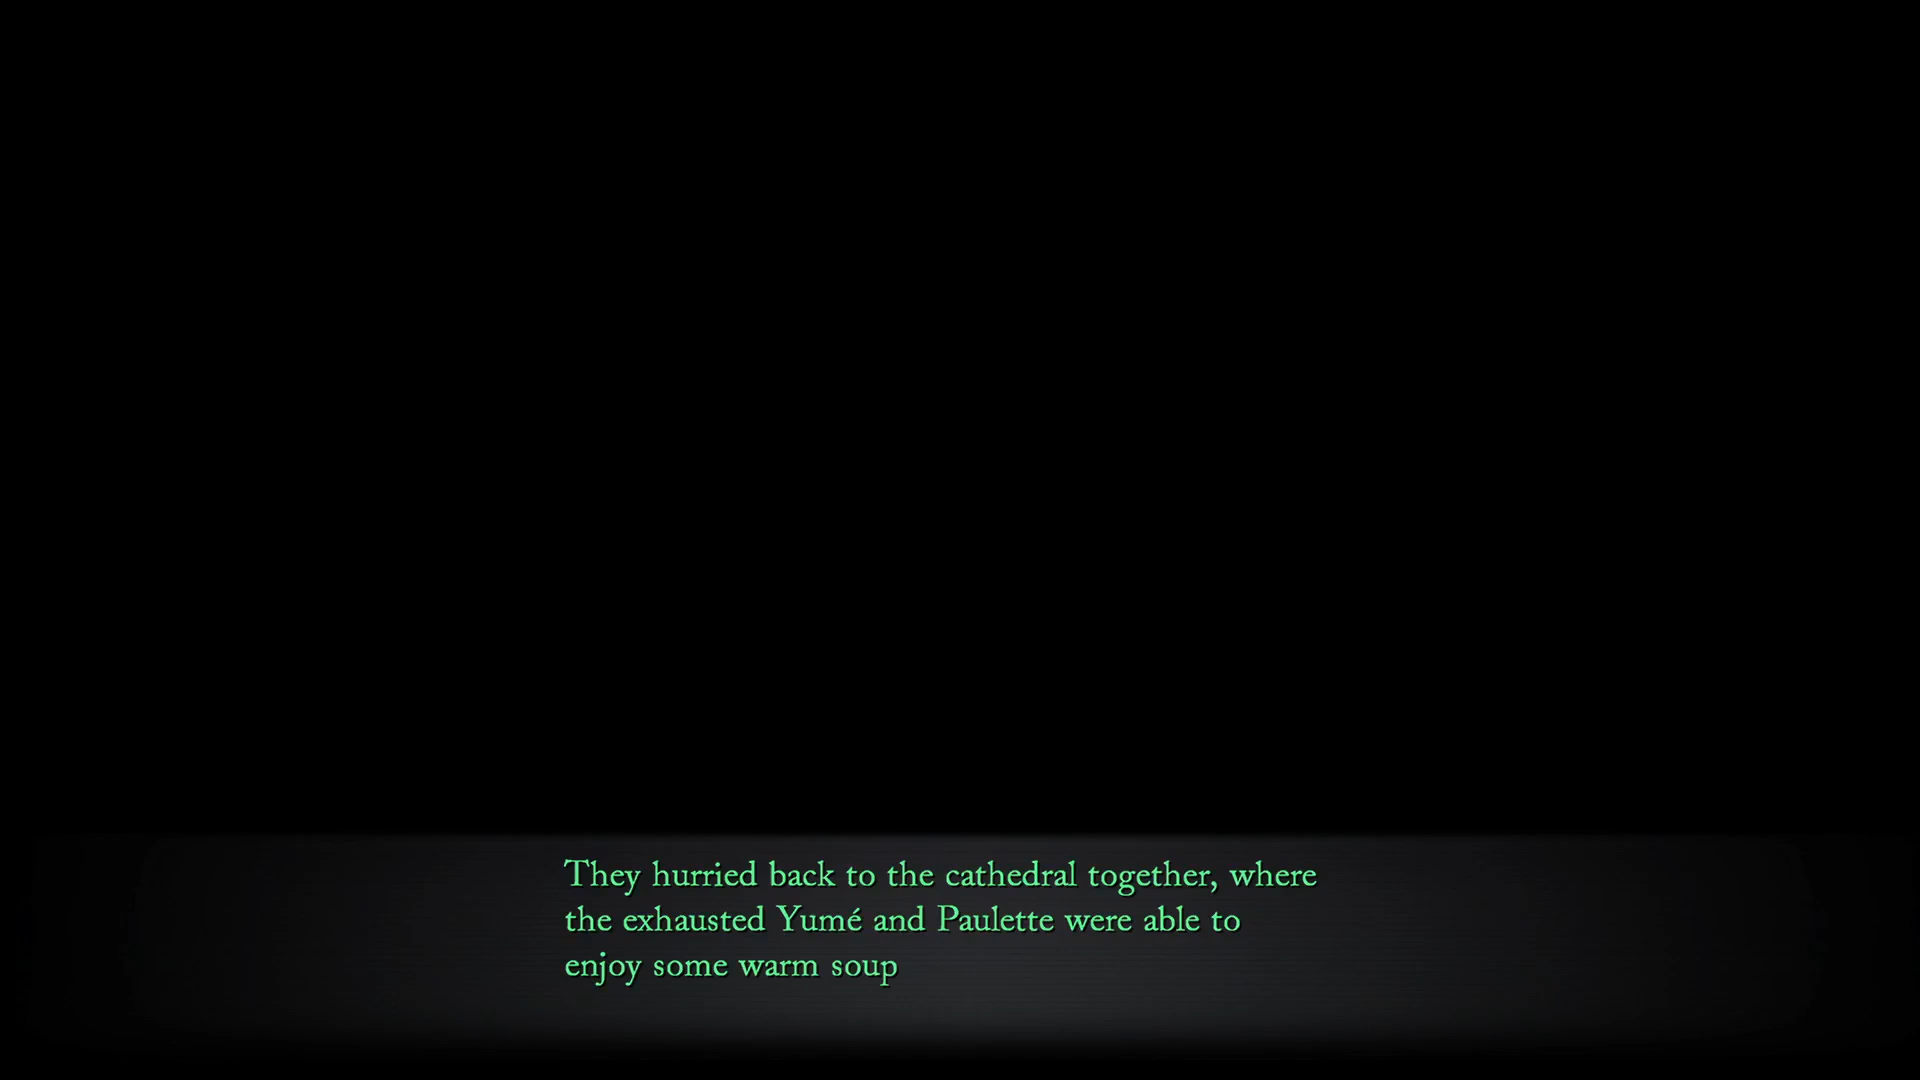 They hurried back to the cathedral together, where
the exhausted Yumé and Paulette were able to
enjoy some warm soup